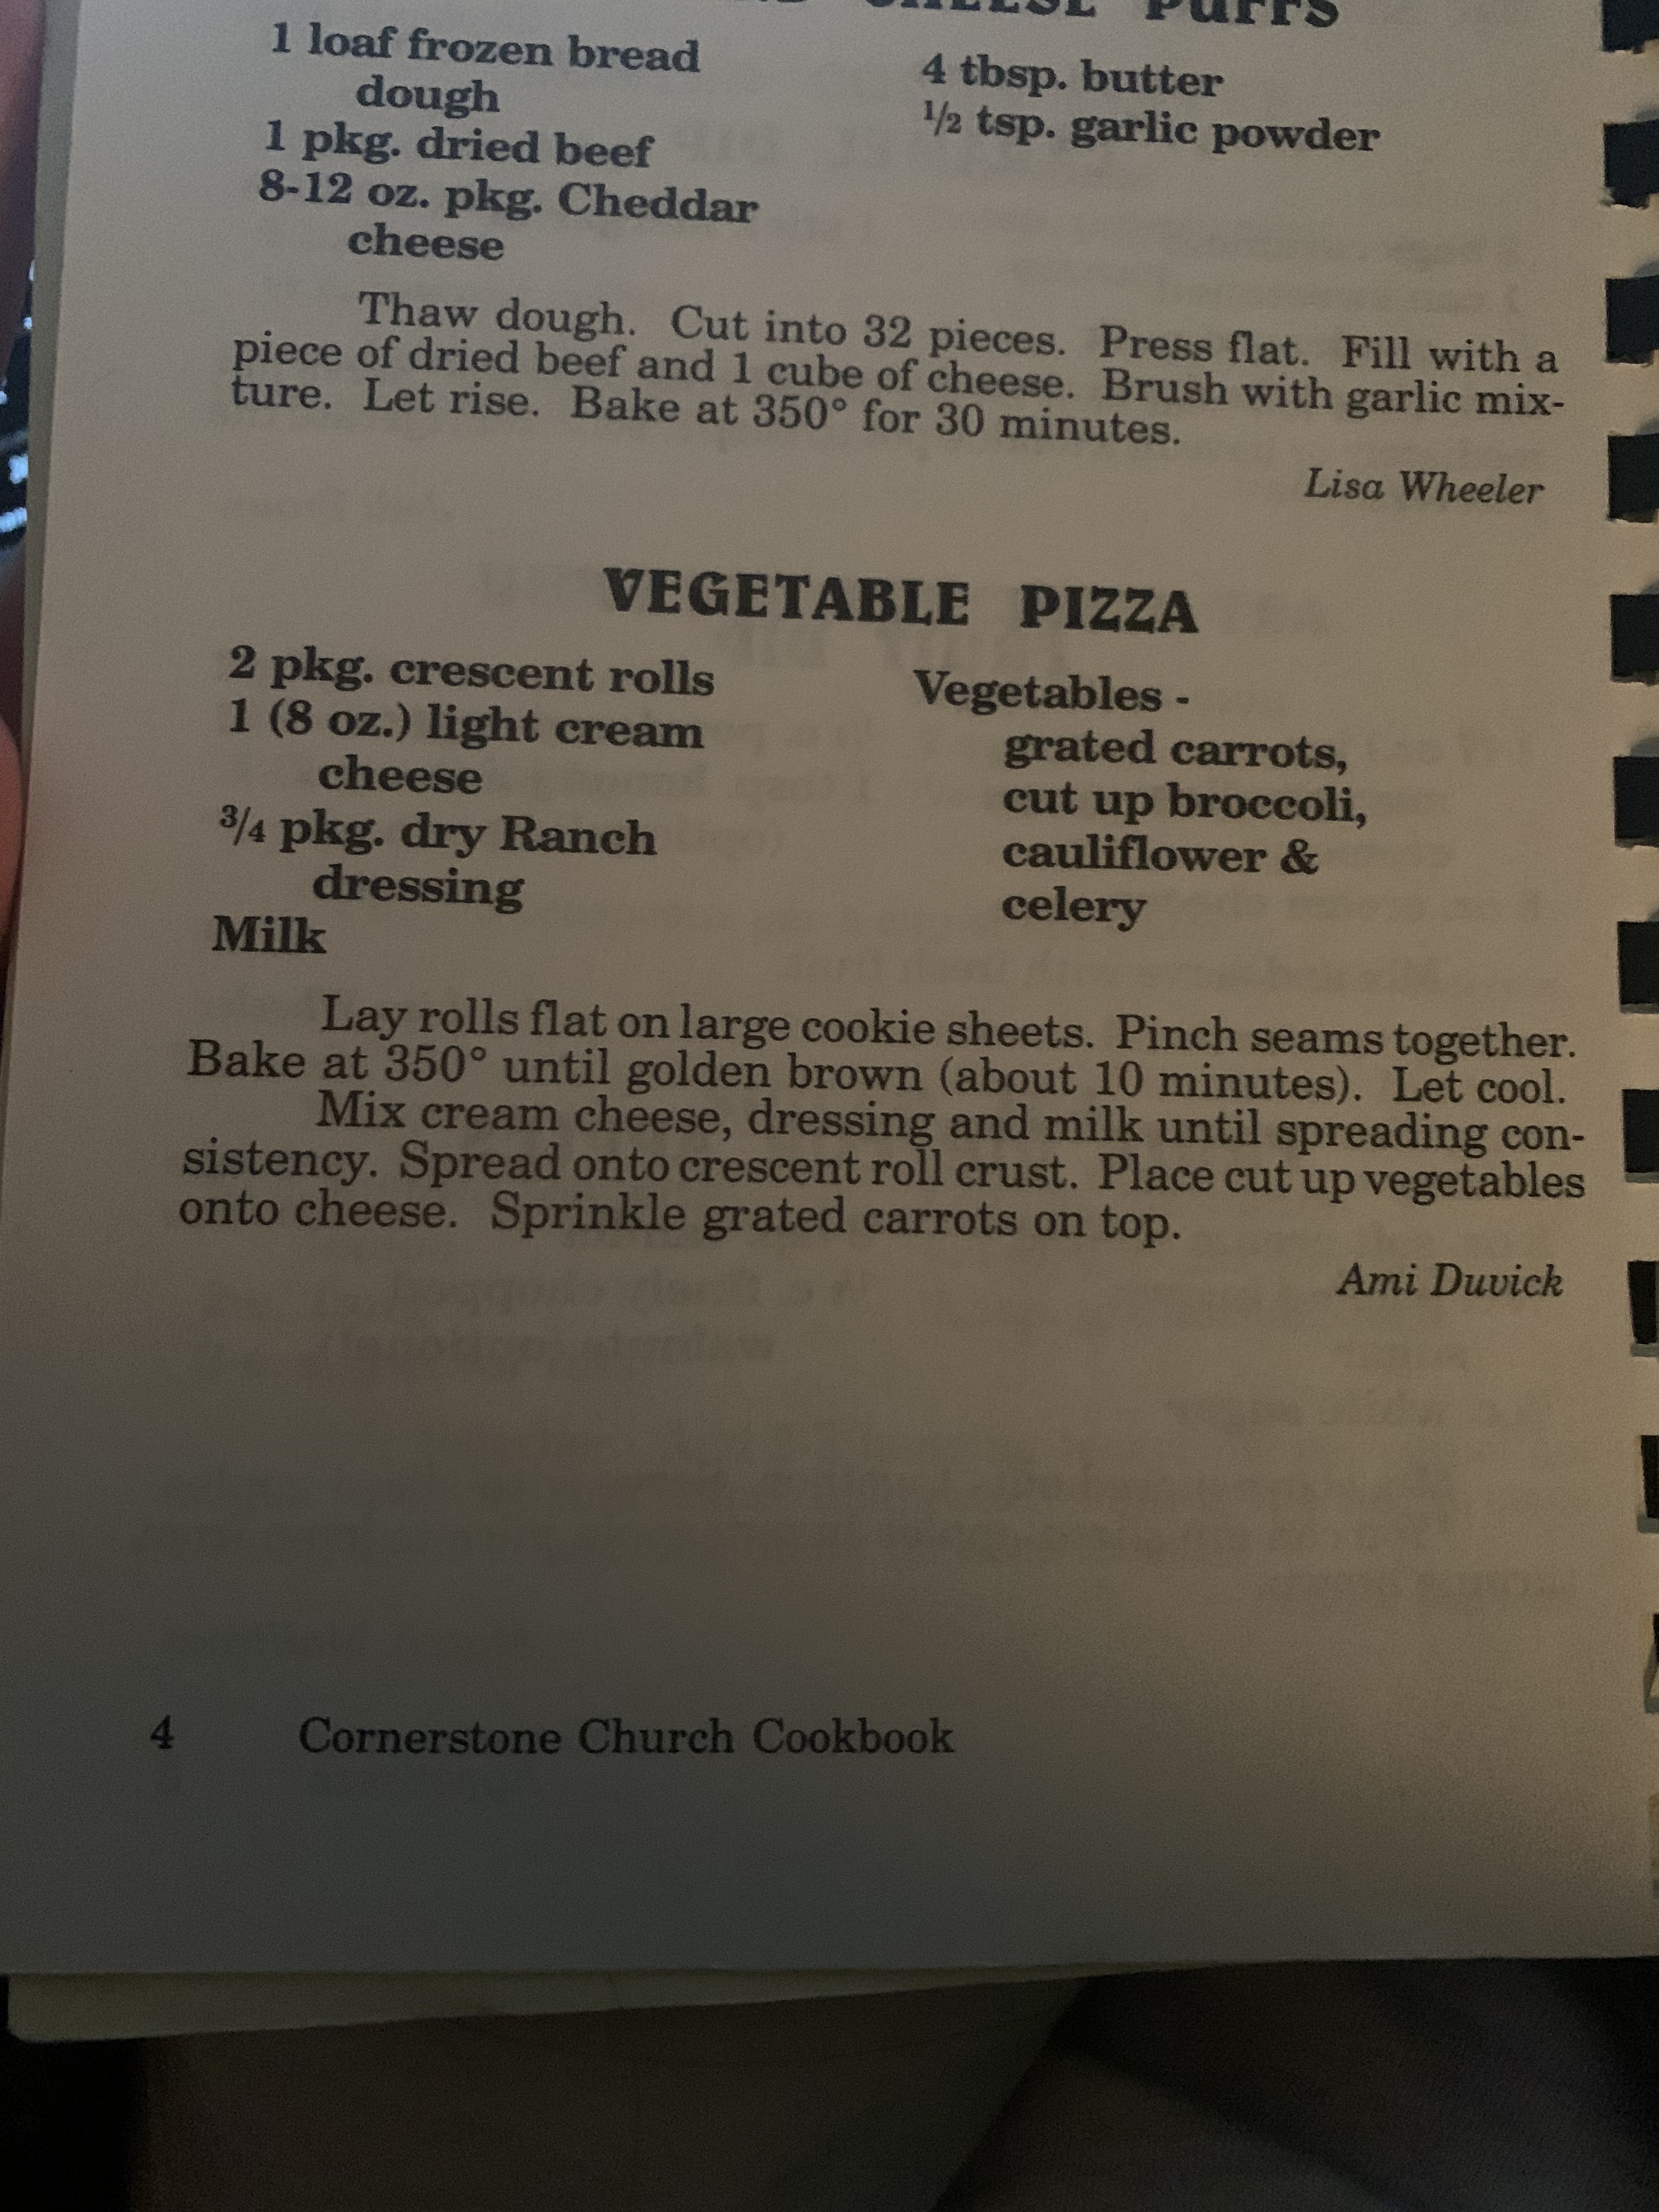 CHEESE PUFFS
1 loaf frozen bread
dough
1 pkg. dried beef
8-12 oz. pkg. Cheddar
cheese
4 tbsp. butter
½ tsp. garlic powder
Thaw dough. Cut into 32 pieces. Press flat. Fill with a
piece of dried beef and 1 cube of cheese. Brush with garlic mix-
ture. Let rise. Bake at 350° for 30 minutes.
Lisa Wheeler
VEGETABLE PIZZA
2 pkg. crescent rolls
1 (8 oz.) light cream
cheese
¾ pkg. dry Ranch
dressing
Milk
Vegetables -
grated carrots,
cut up broccoli,
cauliflower &
celery
Lay rolls flat on large cookie sheets. Pinch seams together.
Bake at 350° until golden brown (about 10 minutes). Let cool.
Mix cream cheese, dressing and milk until spreading con-
sistency. Spread onto crescent roll crust. Place cut up vegetables
onto cheese. Sprinkle grated carrots on top.
Ami Duvick
4 Cornerstone Church Cookbook